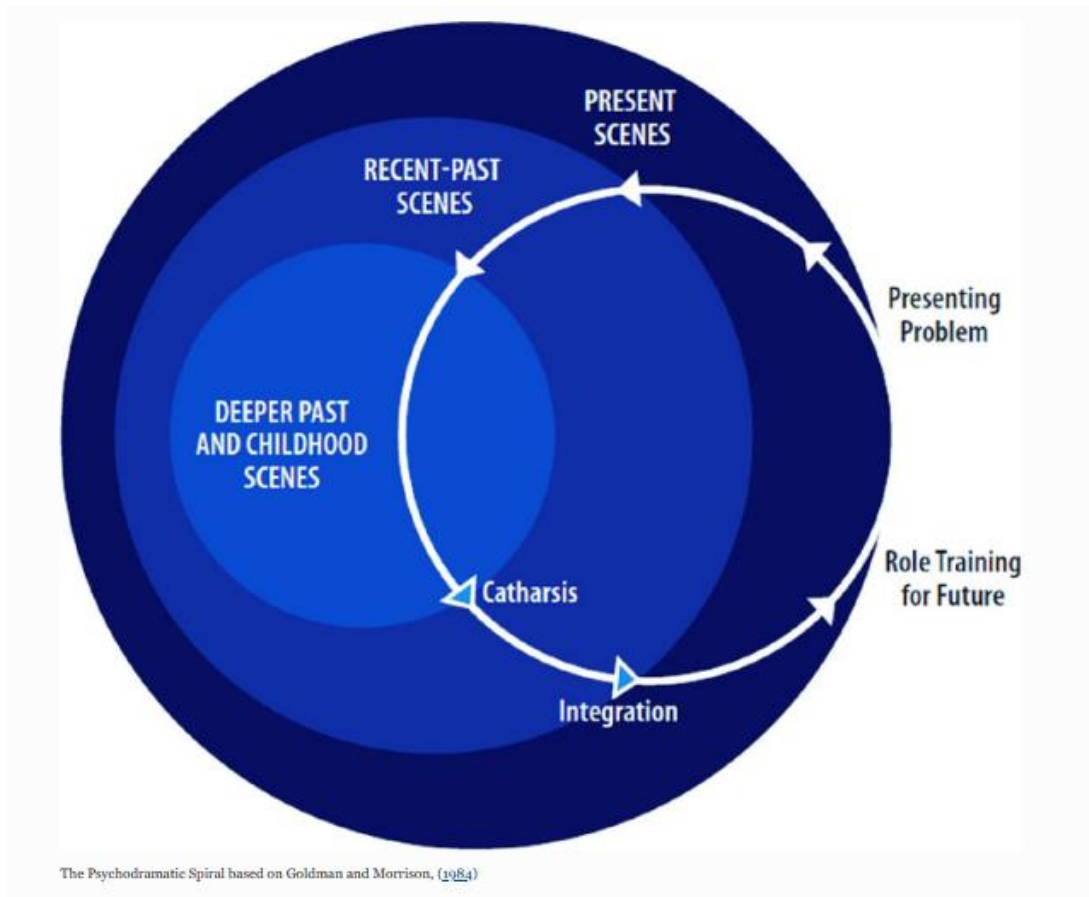 PRESENT
SCENES
RECENT-PAST
SCENES
Presenting
Problem
DEEPER PAST
AND CHILDHOOD
SCENES
Role Training
for Future
Catharsis
Integration
The Psychodramatic Spiral based on Goldman and Morrison, (1984)